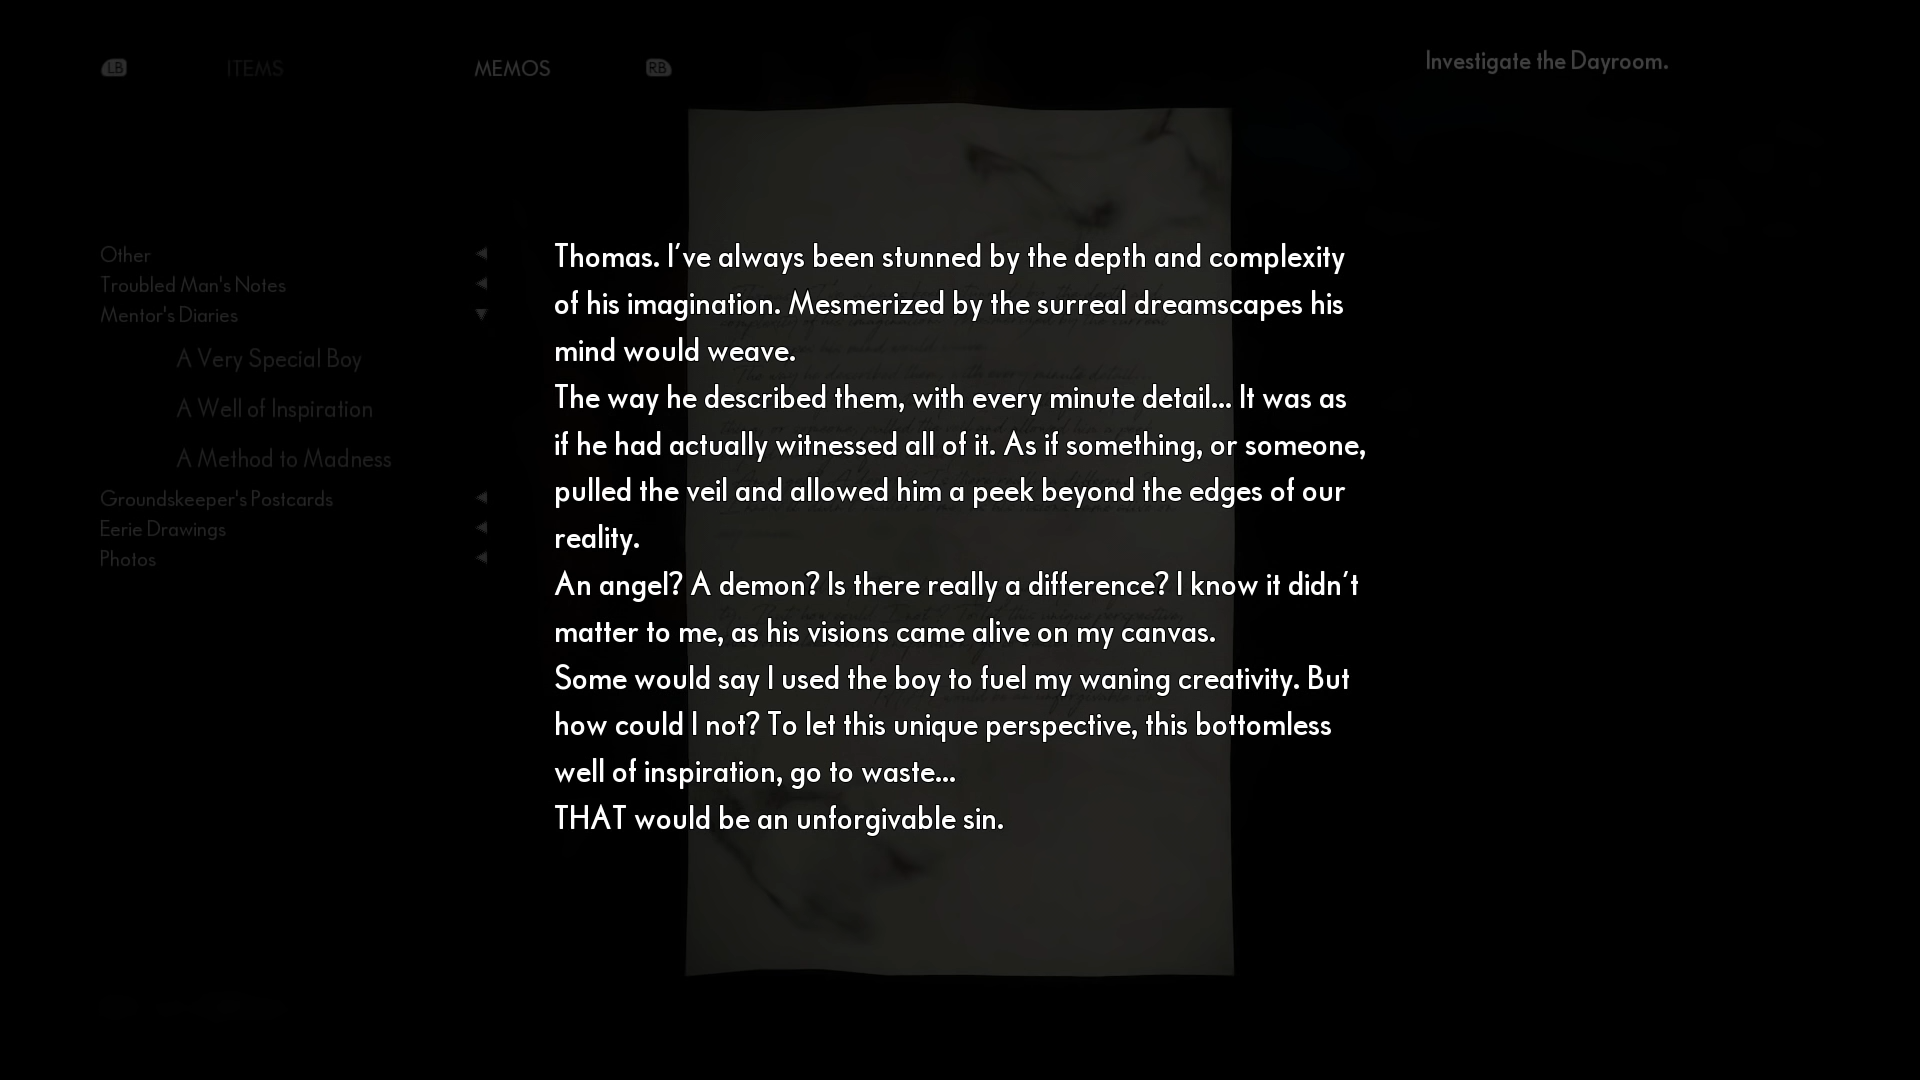 LB ITEMS MEMOS RB
Investigate the Dayroom.
Other
Troubled Man's Notes
Mentor's Diaries
A Very Special Boy
A Well of Inspiration
A Method to Madness
Groundskeeper's Postcards
Eerie Drawings
Photos
Thomas. I've always been stunned by the depth and complexity
of his imagination. Mesmerized by the surreal dreamscapes his
mind would weave.
The way he described them, with every minute detail... It was as
if he had actually witnessed all of it. As if something, or someone,
pulled the veil and allowed him a peek beyond the edges of our
reality.
An angel? A demon? Is there really a difference? I know it didn't
matter to me, as his visions came alive on my canvas.
Some would say I used the boy to fuel my waning creativity. But
how could I not? To let this unique perspective, this bottomless
well of inspiration, go to waste...
THAT would be an unforgivable sin.